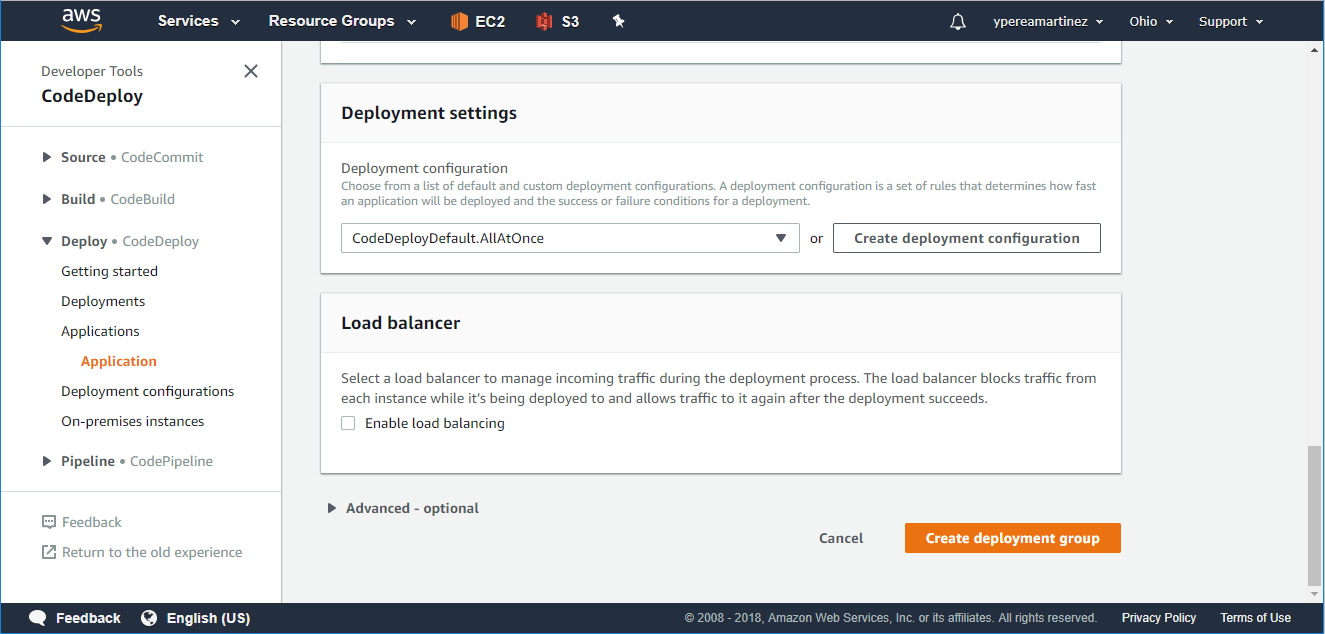 aws Services Resource Groups EC2 S3 ypereamartinez Ohio Support
Developer Tools
CodeDeploy
Source • CodeCommit
Build • CodeBuild
Deploy • CodeDeploy
Getting started
Deployments
Applications
Application
Deployment configurations
On-premises instances
Pipeline • CodePipeline
Feedback
Return to the old experience
Deployment settings
Deployment configuration
Choose from a list of default and custom deployment configurations. A deployment configuration is a set of rules that determines how fast
an application will be deployed and the success or failure conditions for a deployment.
CodeDeployDefault.AllAtOnce or Create deployment configuration
Load balancer
Select a load balancer to manage incoming traffic during the deployment process. The load balancer blocks traffic from
each instance while it's being deployed to and allows traffic to it again after the deployment succeeds.
Enable load balancing
Advanced - optional
Cancel Create deployment group
Feedback English (US) © 2008 - 2018, Amazon Web Services, Inc. or its affiliates. All rights reserved. Privacy Policy Terms of Use